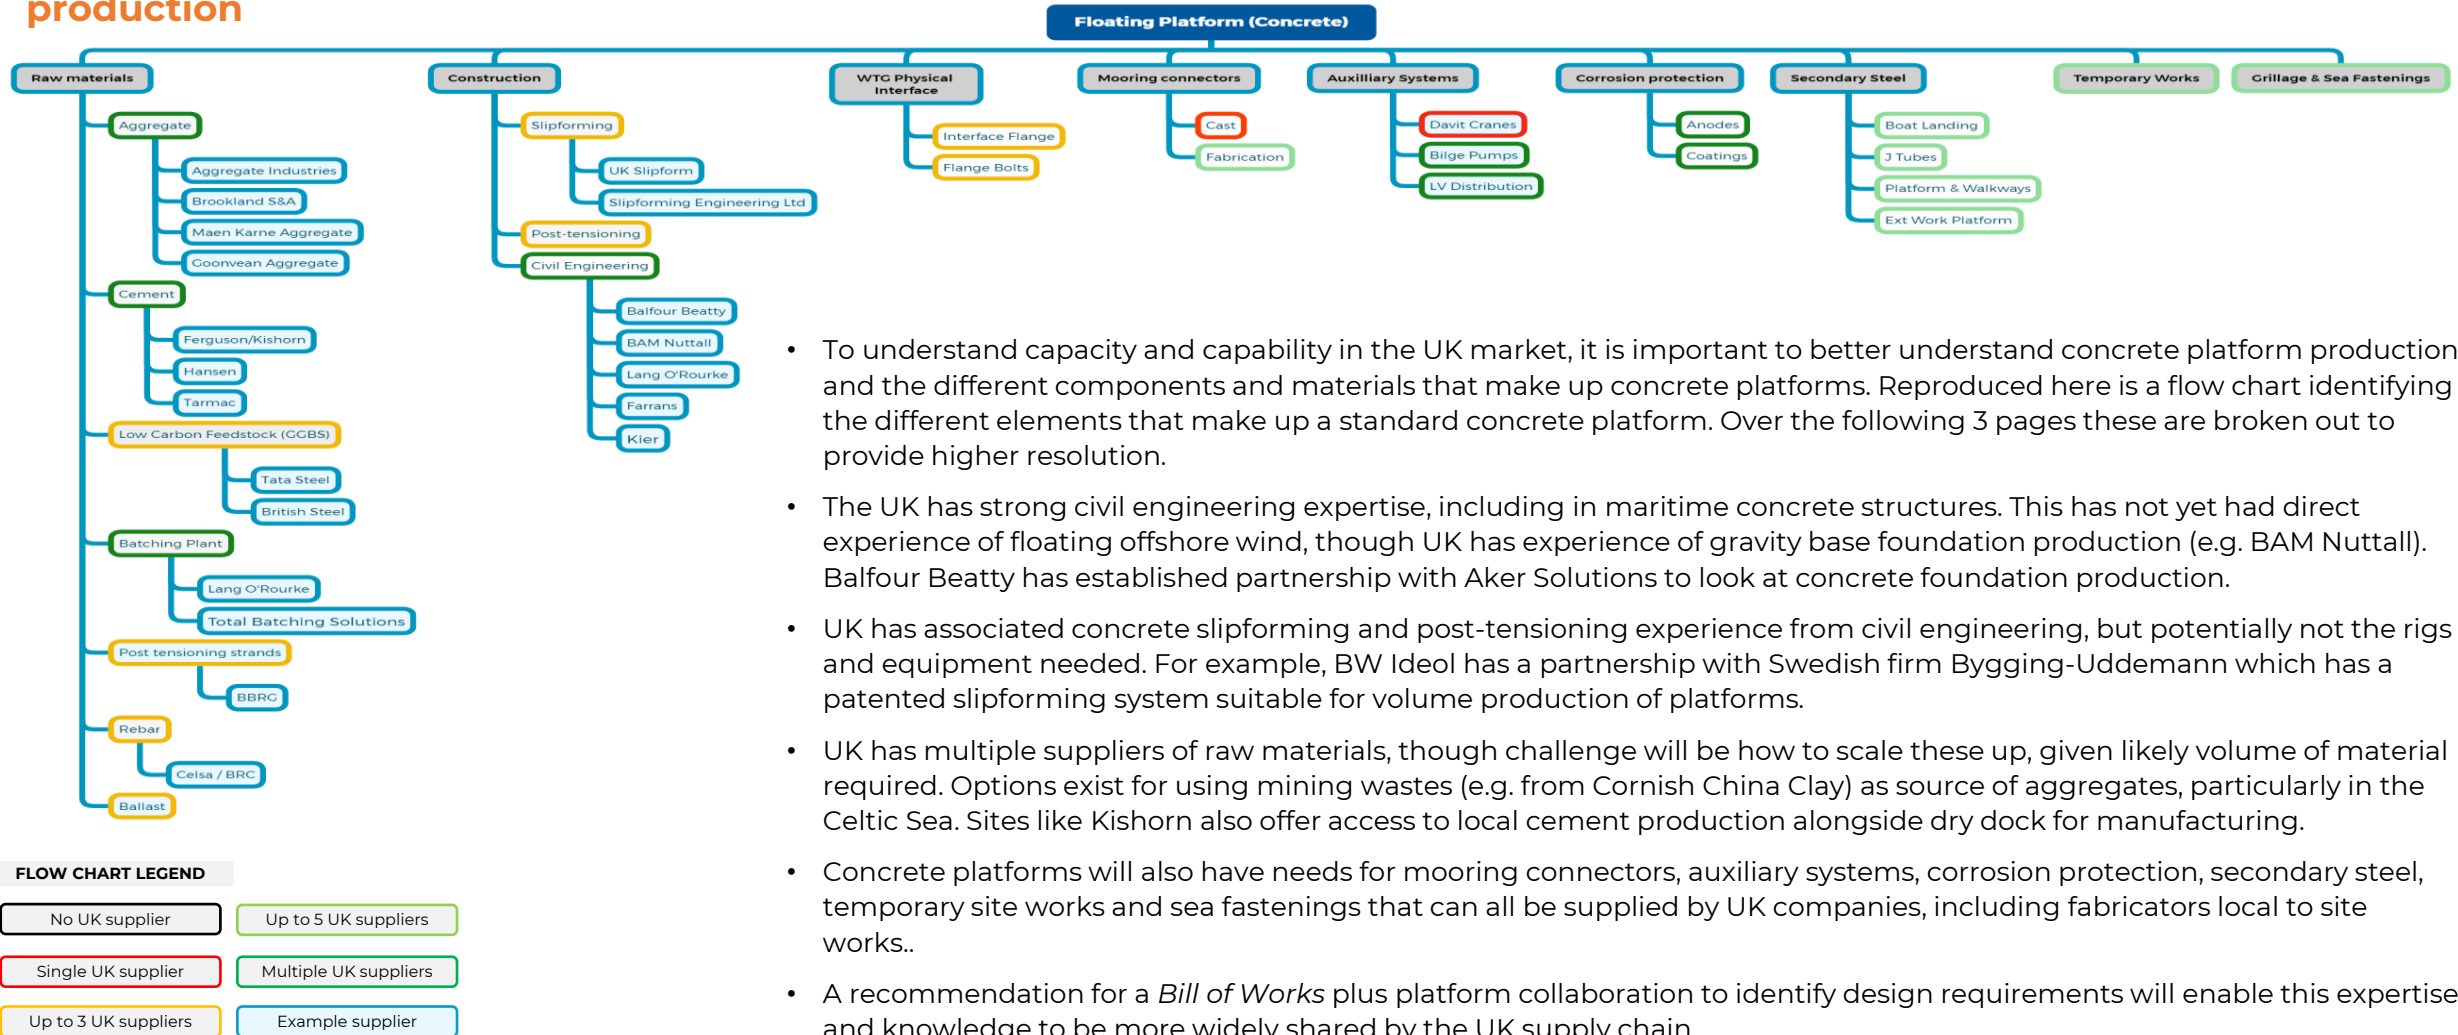 production
Floating Platform (Concrete)
Raw materials
Aggregate
Aggregate Industries
Brookland S&A
Maen Karne Aggregate
Goonvean Aggregate
Cement
Ferguson/Kishorn
Hansen
Tarmac
Low Carbon Feedstock (GGBS)
Tata Steel
British Steel
Batching Plant
Lang O'Rourke
Total Batching Solutions
Post tensioning strands
BBRG
Rebar
Celsa / BRC
Ballast
Construction
Slipforming
UK Slipform
Slipforming Engineering Ltd
Post-tensioning
Civil Engineering
Balfour Beatty
BAM Nuttall
Lang O'Rourke
Farrans
Kier
WTG Physical
Interface
Interface Flange
Flange Bolts
Mooring connectors
Cast
Fabrication
Auxilliary Systems
Davit Cranes
Bilge Pumps
LV Distribution
Corrosion protection
Anodes
Coatings
Secondary Steel
Boat Landing
J Tubes
Platform & Walkways
Ext Work Platform
Temporary Works
Grillage & Sea Fastenings
• To understand capacity and capability in the UK market, it is important to better understand concrete platform production
and the different components and materials that make up concrete platforms. Reproduced here is a flow chart identifying
the different elements that make up a standard concrete platform. Over the following 3 pages these are broken out to
provide higher resolution.
• The UK has strong civil engineering expertise, including in maritime concrete structures. This has not yet had direct
experience of floating offshore wind, though UK has experience of gravity base foundation production (e.g. BAM Nuttall).
Balfour Beatty has established partnership with Aker Solutions to look at concrete foundation production.
• UK has associated concrete slipforming and post-tensioning experience from civil engineering, but potentially not the rigs
and equipment needed. For example, BW Ideol has a partnership with Swedish firm Bygging-Uddemann which has a
patented slipforming system suitable for volume production of platforms.
• UK has multiple suppliers of raw materials, though challenge will be how to scale these up, given likely volume of material
required. Options exist for using mining wastes (e.g. from Cornish China Clay) as source of aggregates, particularly in the
Celtic Sea. Sites like Kishorn also offer access to local cement production alongside dry dock for manufacturing.
• Concrete platforms will also have needs for mooring connectors, auxiliary systems, corrosion protection, secondary steel,
temporary site works and sea fastenings that can all be supplied by UK companies, including fabricators local to site
works..
• A recommendation for a Bill of Works plus platform collaboration to identify design requirements will enable this expertise
and knowledge to be more widely shared by the UK supply chain
FLOW CHART LEGEND
No UK supplier
Up to 5 UK suppliers
Single UK supplier
Multiple UK suppliers
Up to 3 UK suppliers
Example supplier